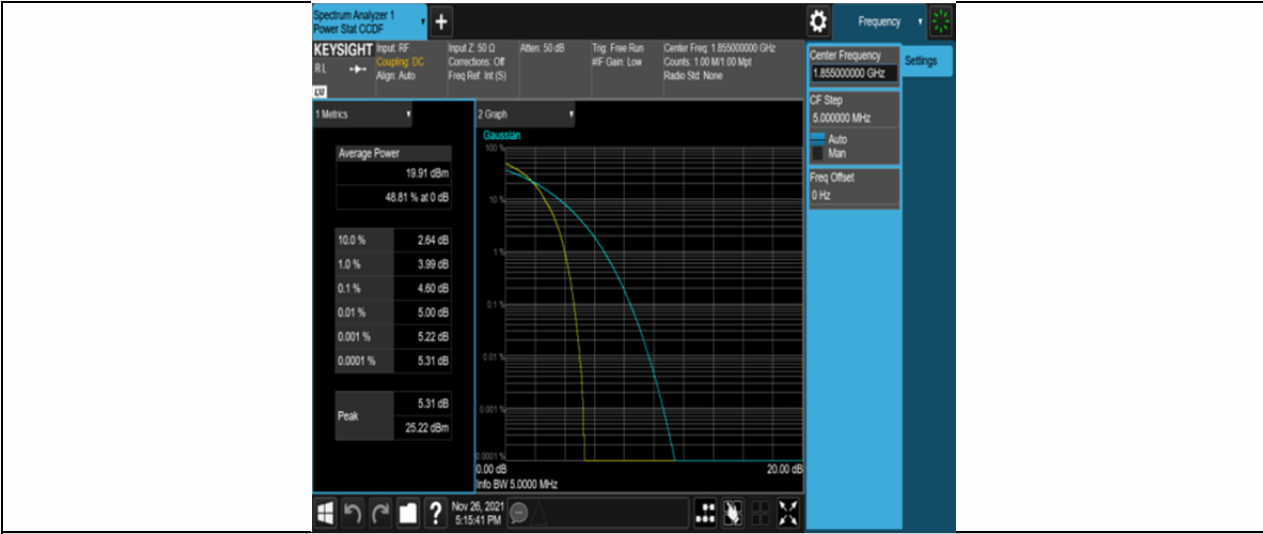 Spectrum Analyzer 1
Power Stat CCDF
+
Frequency
KEYSIGHT
RL
LV
Input: RF
Coupling: DC
Align: Auto
Input Z: 50 Ω
Corrections: Off
Freq Ref: Int (S)
Atten: 50 dB
Trig: Free Run
#IF Gain: Low
Center Freq: 1.855000000 GHz
Counts: 1.00 M/1.00 Mpt
Radio Std: None
Center Frequency
1.855000000 GHz
Settings
CF Step
5.000000 MHz
Auto
Man
Freq Offset
0 Hz
1 Metrics
Average Power
19.91 dBm
48.81 % at 0 dB
10.0 % 2.64 dB
1.0 % 3.99 dB
0.1 % 4.60 dB
0.01 % 5.00 dB
0.001 % 5.22 dB
0.0001 % 5.31 dB
Peak
5.31 dB
25.22 dBm
2 Graph
Gaussian
100 %
10 %
1 %
0.1 %
0.01 %
0.001 %
0.0001 %
0.00 dB 20.00 dB
Info BW 5.0000 MHz
?
Nov 26, 2021
5:15:41 PM